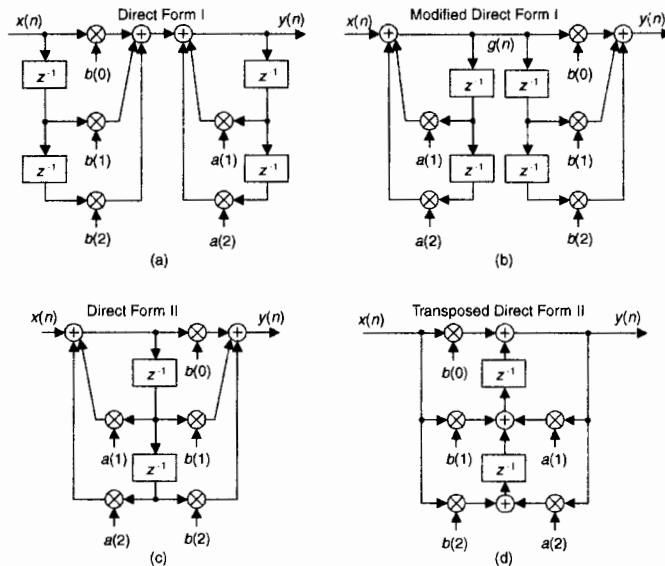 Direct Form I
x(n)
y(n)
b(0)
z⁻¹
z⁻¹
b(1)
a(1)
z⁻¹
z⁻¹
b(2)
a(2)
(a)
Modified Direct Form I
x(n)
g(n)
y(n)
b(0)
z⁻¹
z⁻¹
a(1)
b(1)
z⁻¹
z⁻¹
a(2)
b(2)
(b)
Direct Form II
x(n)
y(n)
b(0)
z⁻¹
a(1)
b(1)
z⁻¹
a(2)
b(2)
(c)
Transposed Direct Form II
x(n)
y(n)
b(0)
z⁻¹
b(1)
a(1)
z⁻¹
b(2)
a(2)
(d)